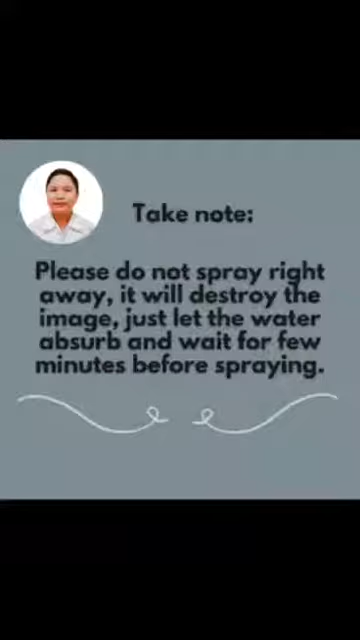 Take note:
Please do not spray right
away, it will destroy the
image, just let the water
absurb and wait for few
minutes before spraying.